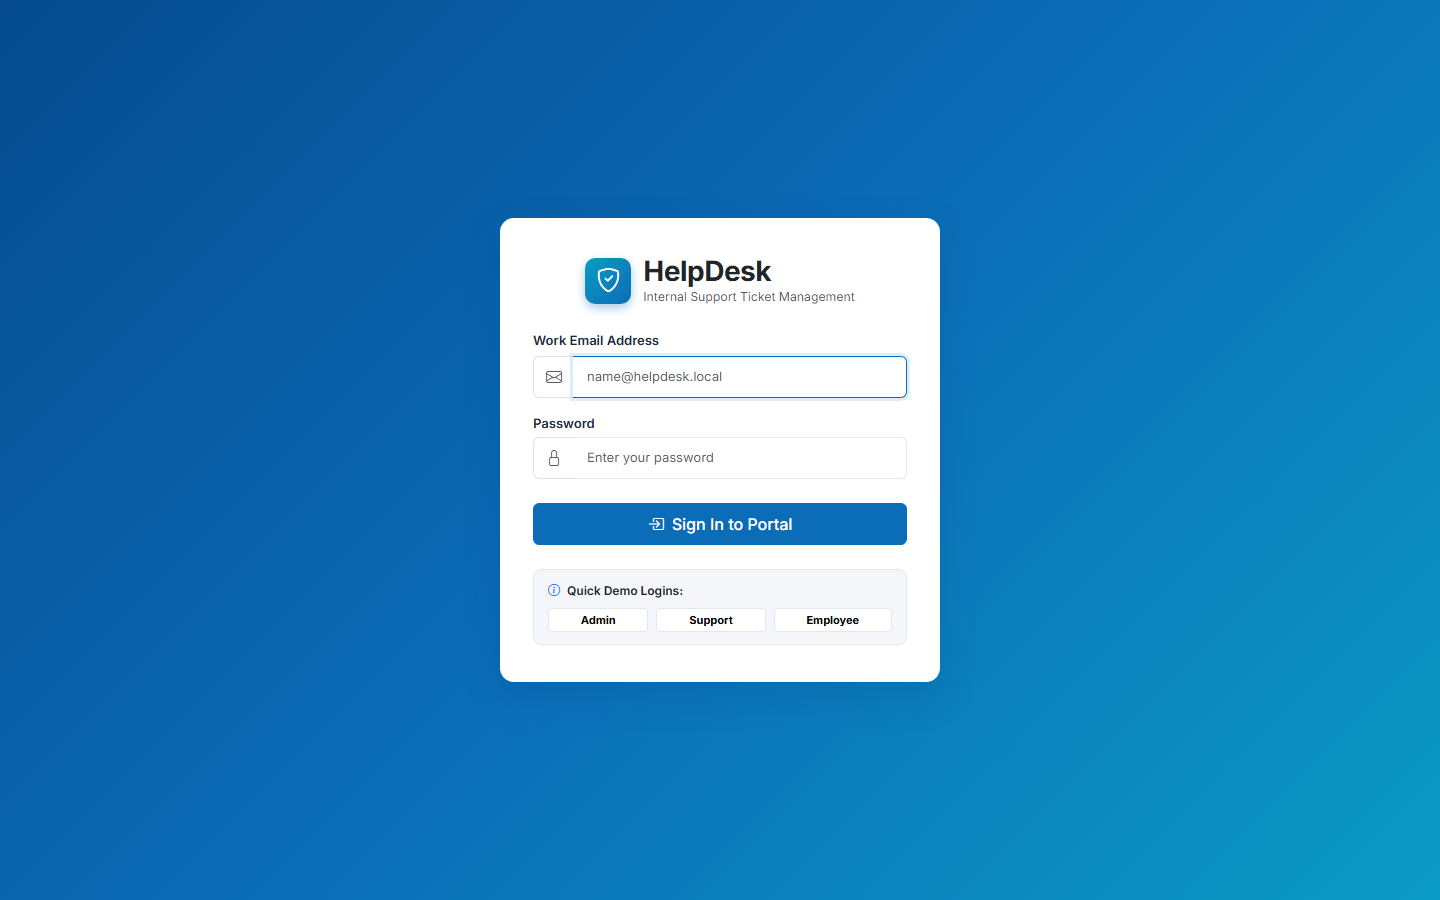 HelpDesk
Internal Support Ticket Management
Work Email Address
name@helpdesk.local
Password
Enter your password
Sign In to Portal
Quick Demo Logins:
Admin Support Employee